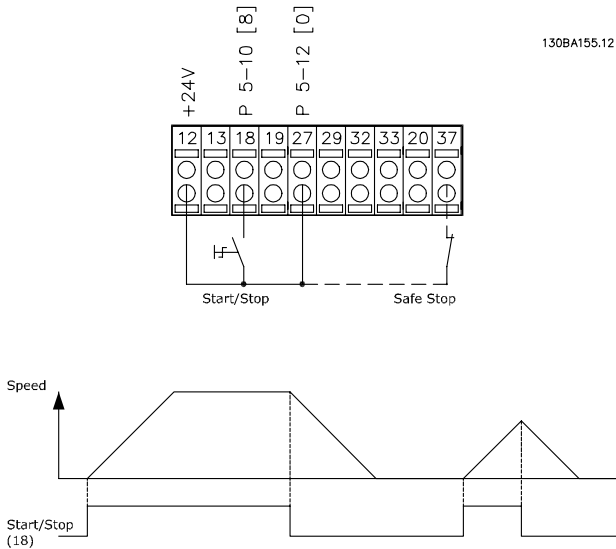 130BA155.12
+24V
P 5-10 [8]
P 5-12 [0]
12 13 18 19 27 29 32 33 20 37
Start/Stop
Safe Stop
Speed
Start/Stop
(18)